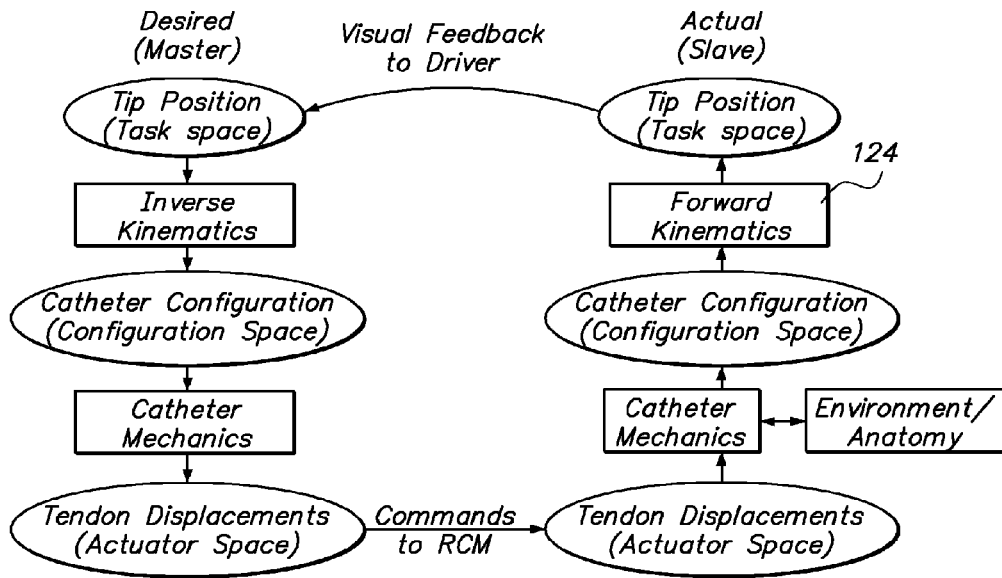 Desired
(Master)
Visual Feedback
to Driver
Actual
(Slave)
Tip Position
(Task space)
Tip Position
(Task space)
124
Inverse
Kinematics
Forward
Kinematics
Catheter Configuration
(Configuration Space)
Catheter Configuration
(Configuration Space)
Catheter
Mechanics
Catheter
Mechanics
Environment/
Anatomy
Tendon Displacements
(Actuator Space)
Commands
to RCM
Tendon Displacements
(Actuator Space)